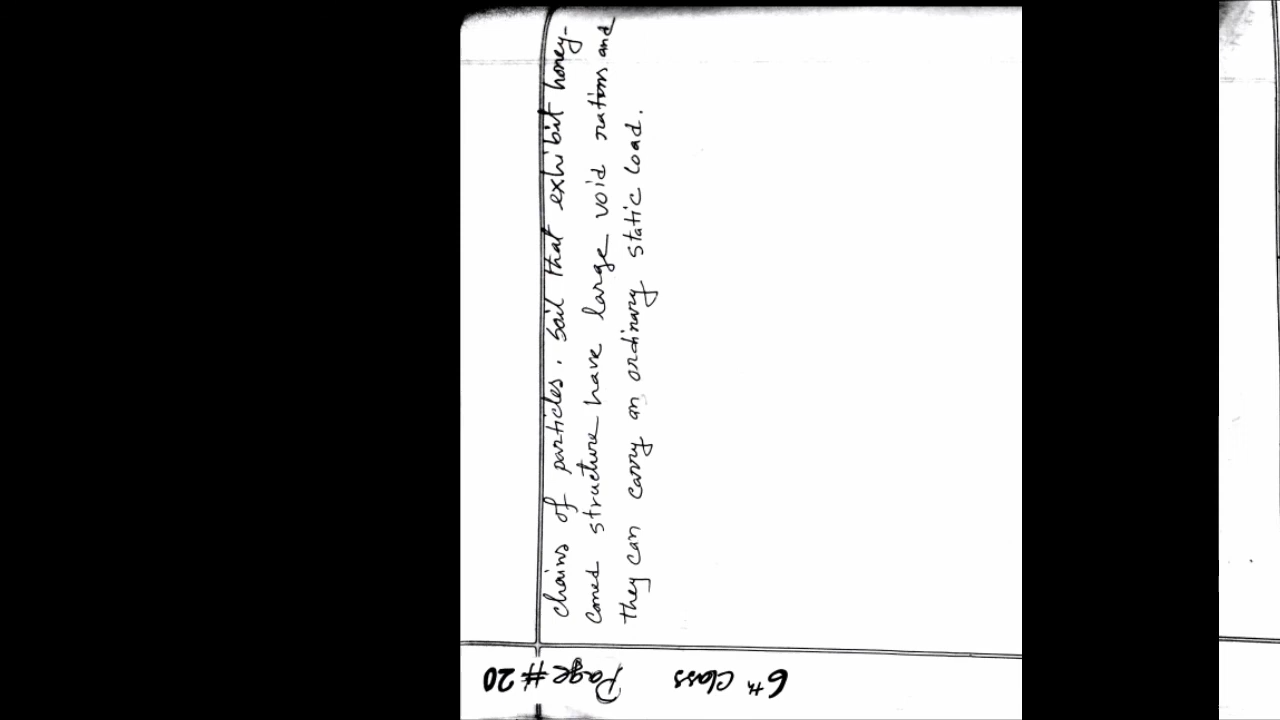 chains of particles. Soil that exhibit honey-
comed structure have large void rations and
they can carry an ordinary static load.
6th Class
Page #20